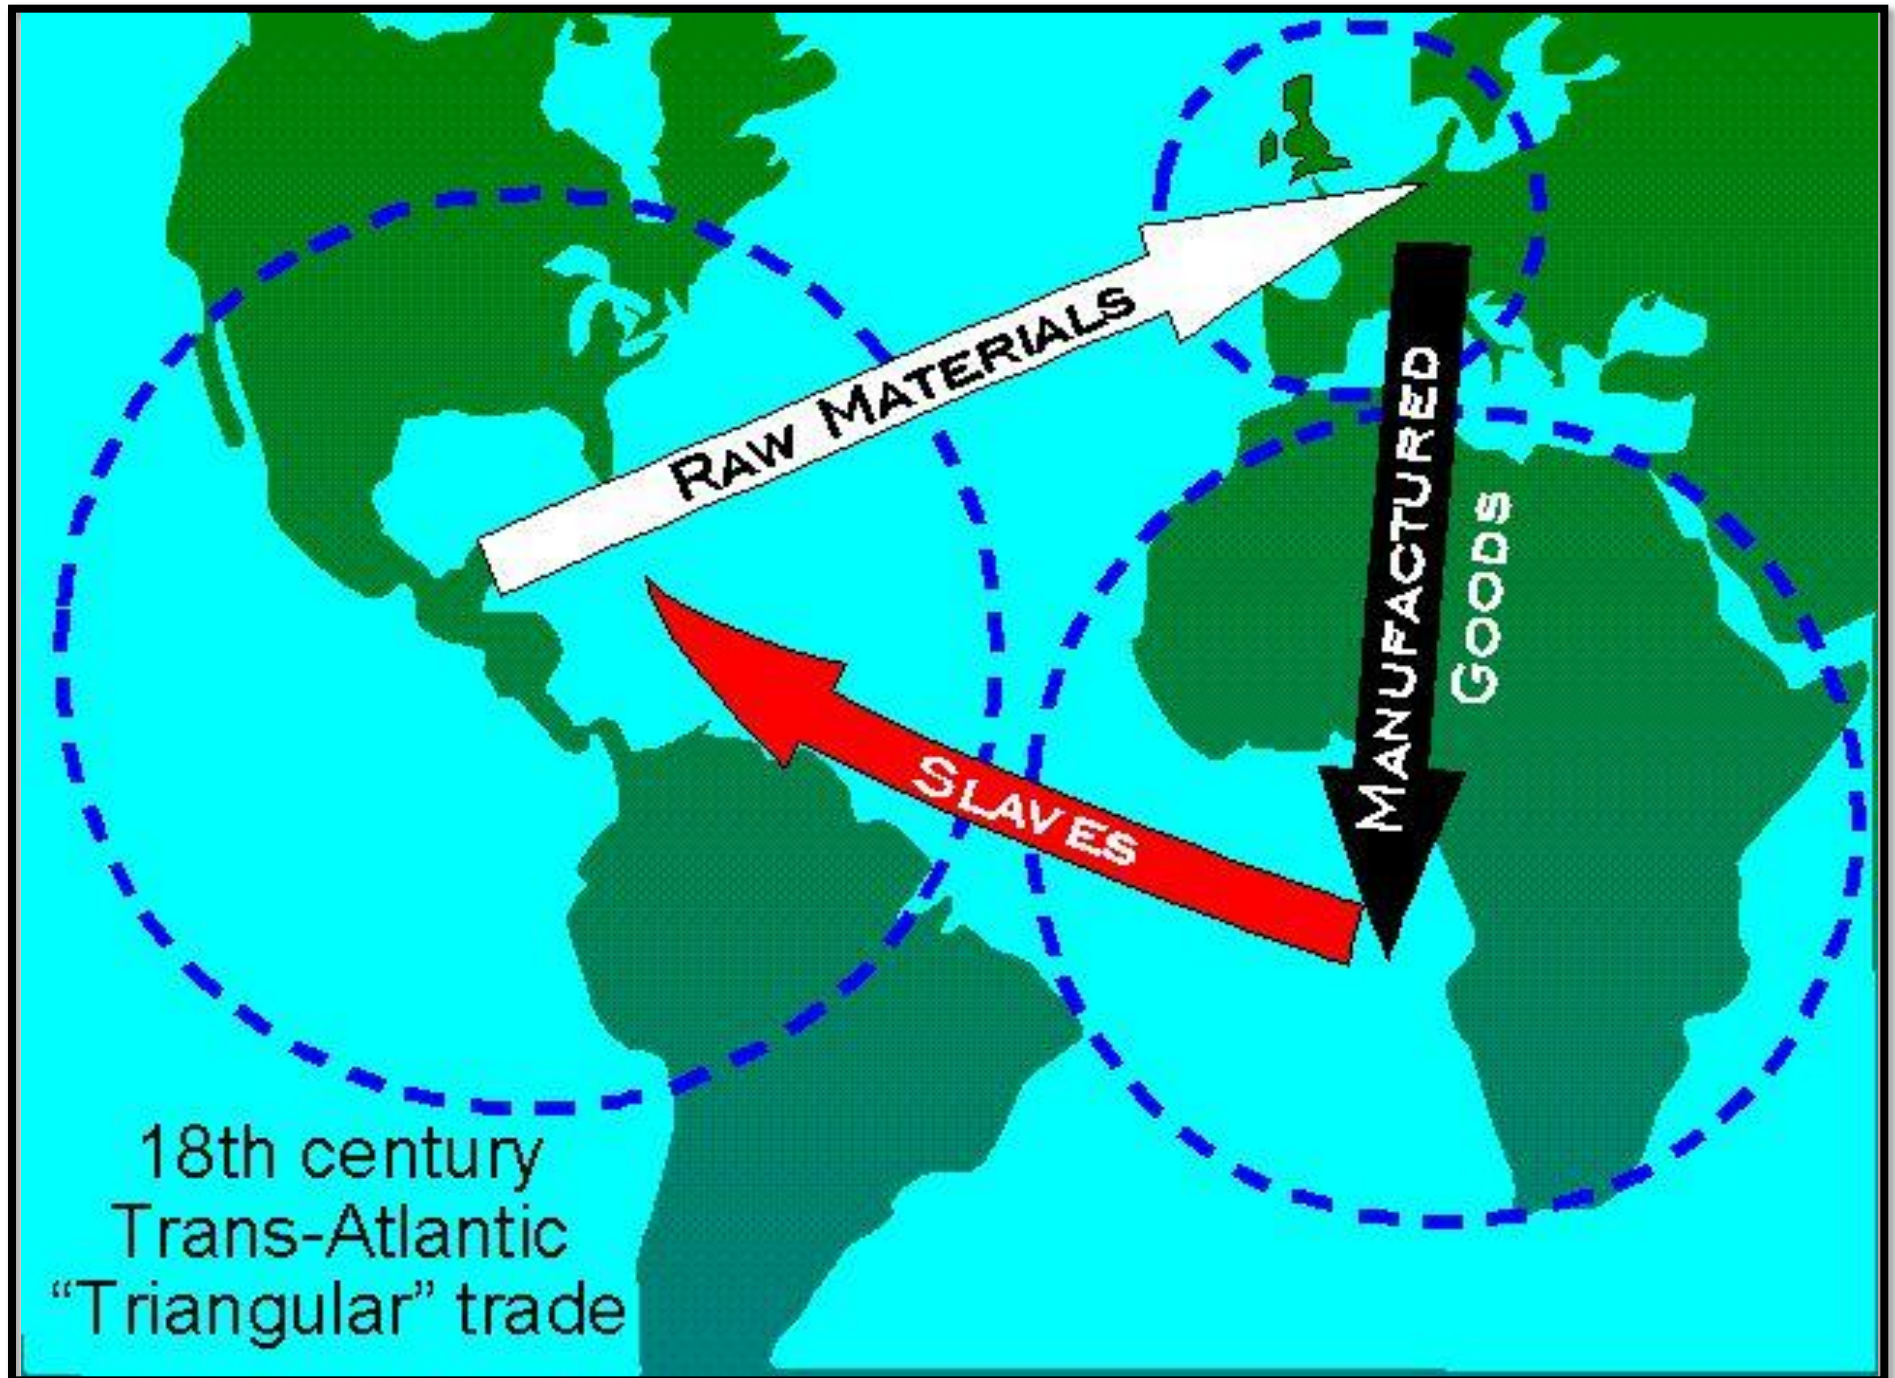 RAW MATERIALS
MANUFACTURED
GOODS
SLAVES
18th century
Trans-Atlantic
“Triangular” trade